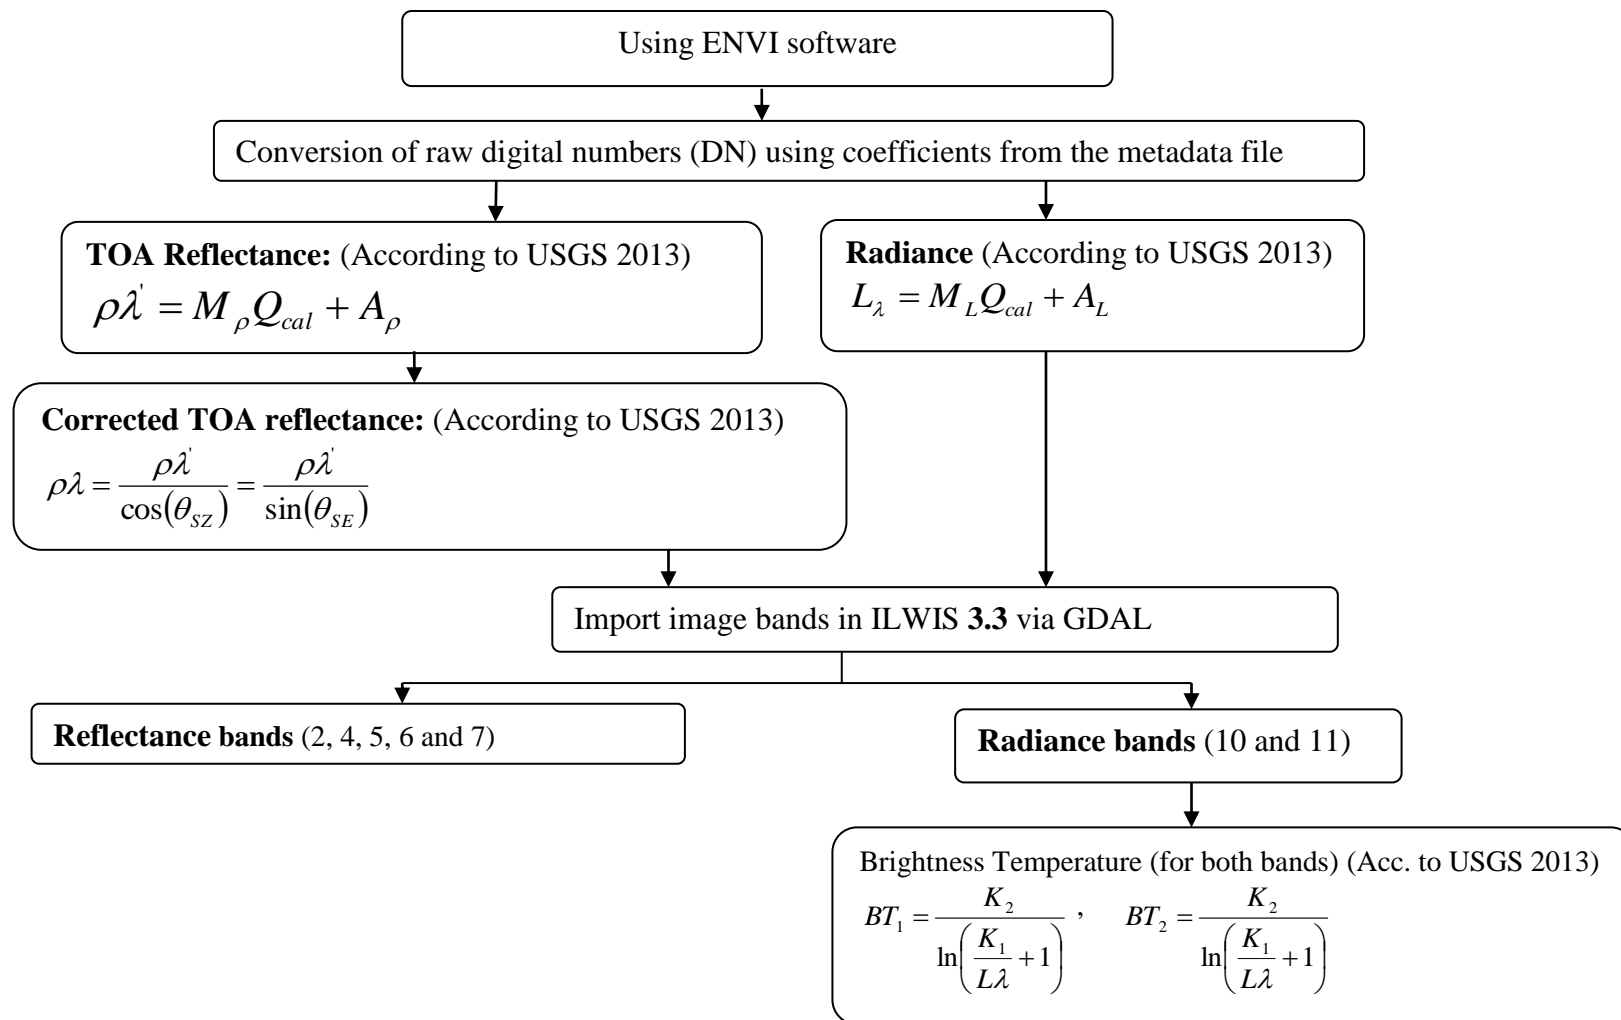 Using ENVI software
Conversion of raw digital numbers (DN) using coefficients from the metadata file
TOA Reflectance: (According to USGS 2013)
ρλ' = M_ρ Q_cal + A_ρ
Radiance (According to USGS 2013)
L_λ = M_L Q_cal + A_L
Corrected TOA reflectance: (According to USGS 2013)
ρλ = ρλ' / cos(θ_SZ) = ρλ' / sin(θ_SE)
Import image bands in ILWIS 3.3 via GDAL
Reflectance bands (2, 4, 5, 6 and 7)
Radiance bands (10 and 11)
Brightness Temperature (for both bands) (Acc. to USGS 2013)
BT_1 = K_2 / ln(K_1 / Lλ + 1) , BT_2 = K_2 / ln(K_1 / Lλ + 1)